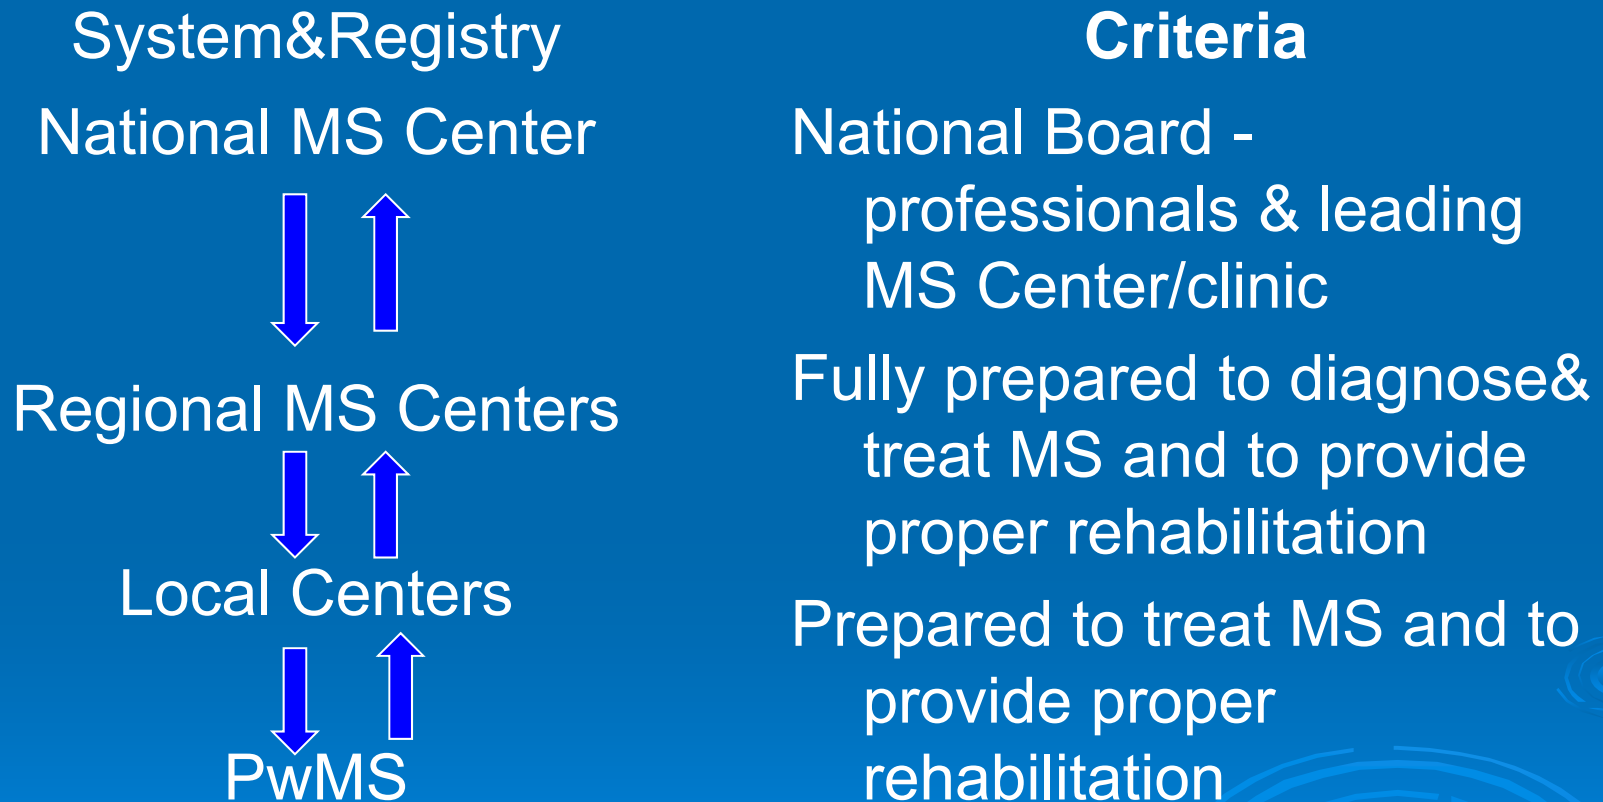 System&Registry
National MS Center
Regional MS Centers
Local Centers
PwMS
Criteria
National Board -
professionals & leading
MS Center/clinic
Fully prepared to diagnose&
treat MS and to provide
proper rehabilitation
Prepared to treat MS and to
provide proper
rehabilitation